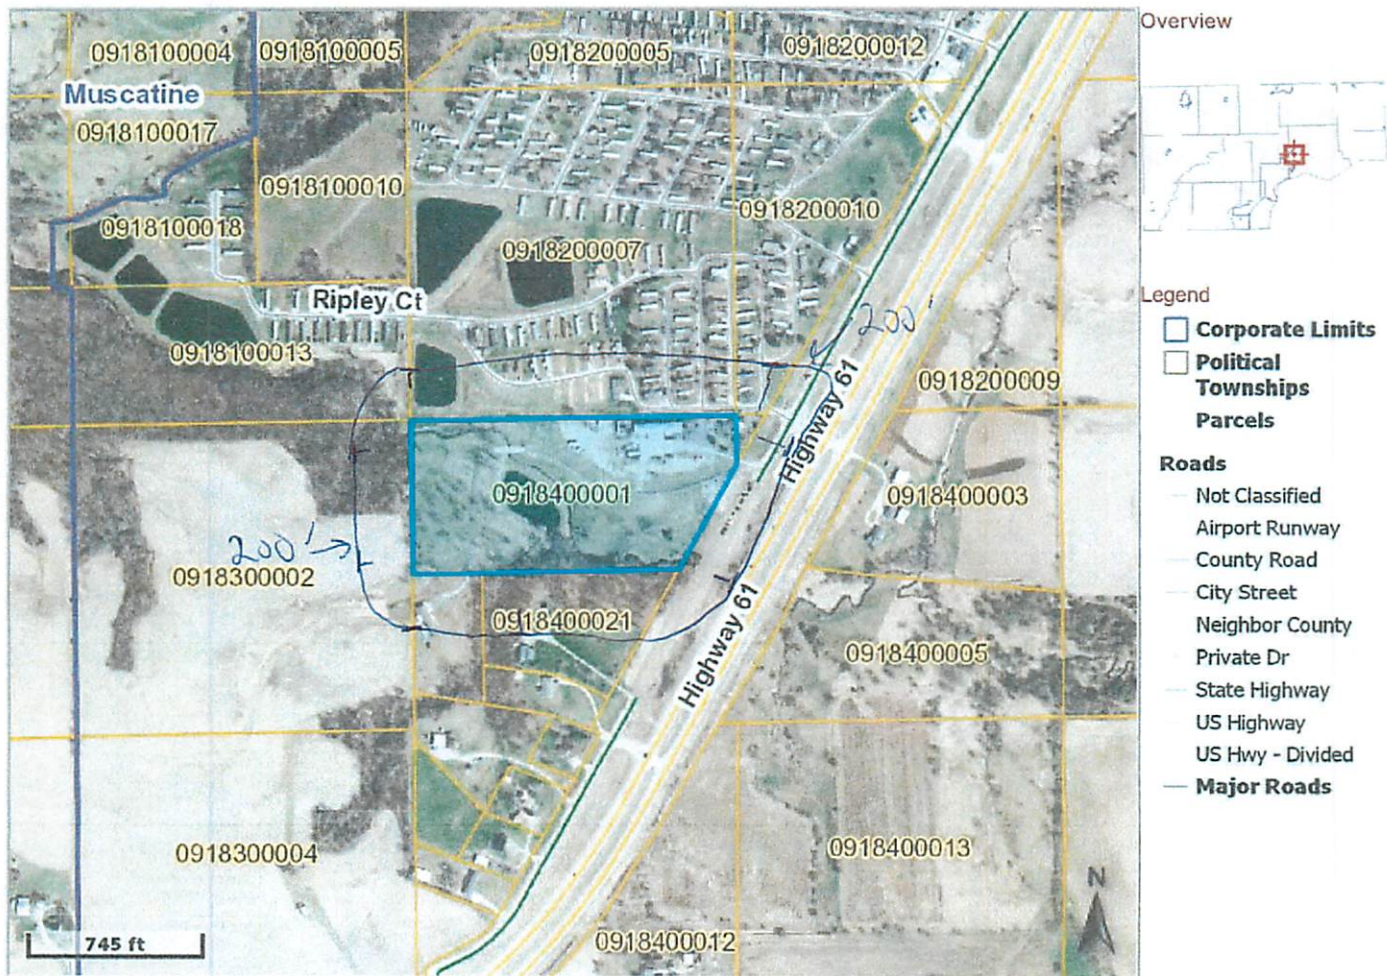 0918100004
0918100005
0918200005
0918200012
Muscatine
0918100017
0918100010
0918200010
0918100018
0918200007
Ripley Ct
200'
0918100013
0918200009
Highway 61
0918400001
0918400003
200'
0918300002
0918400021
Highway 61
0918400005
0918300004
0918400013
0918400012
745 ft
N
Overview
Legend
Corporate Limits
Political
Townships
Parcels
Roads
Not Classified
Airport Runway
County Road
City Street
Neighbor County
Private Dr
State Highway
US Highway
US Hwy - Divided
Major Roads